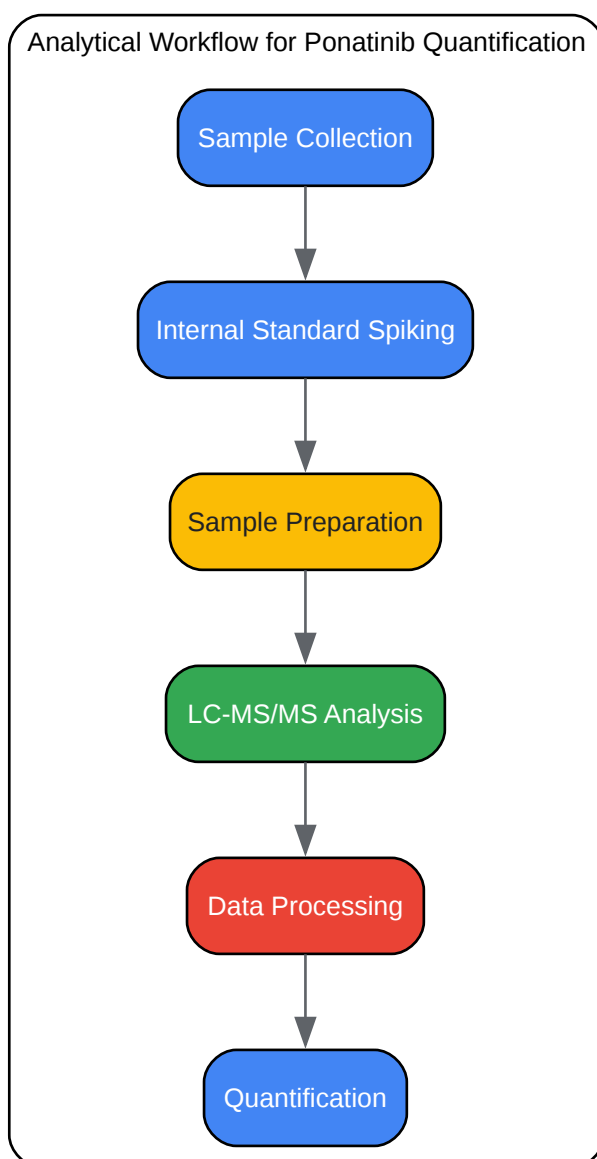 Analytical Workflow for Ponatinib Quantification
Sample Collection
Internal Standard Spiking
Sample Preparation
LC-MS/MS Analysis
Data Processing
Quantification